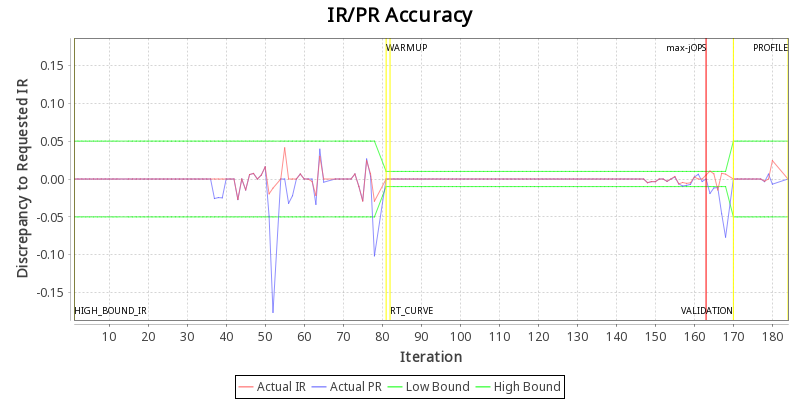 IR/PR Accuracy
WARMUP
max-jOPS
PROFILE
0.15
0.10
0.05
0.00
-0.05
-0.10
-0.15
Discrepancy to Requested IR
HIGH_BOUND_IR
RT_CURVE
VALIDATION
10 20 30 40 50 60 70 80 90 100 110 120 130 140 150 160 170 180
Iteration
Actual IR Actual PR Low Bound High Bound